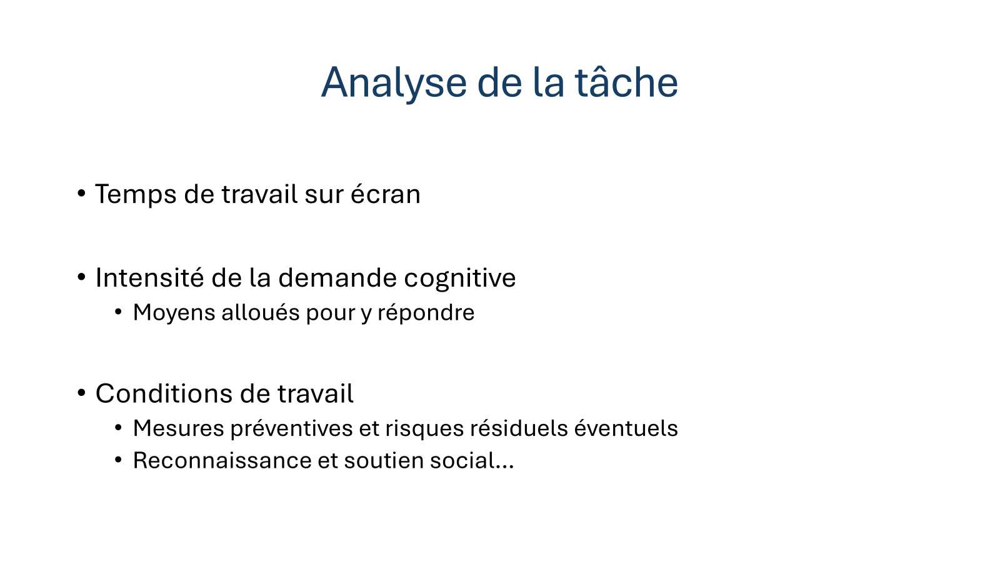 Analyse de la tâche
• Temps de travail sur écran
• Intensité de la demande cognitive
• Moyens alloués pour y répondre
• Conditions de travail
• Mesures préventives et risques résiduels éventuels
• Reconnaissance et soutien social…